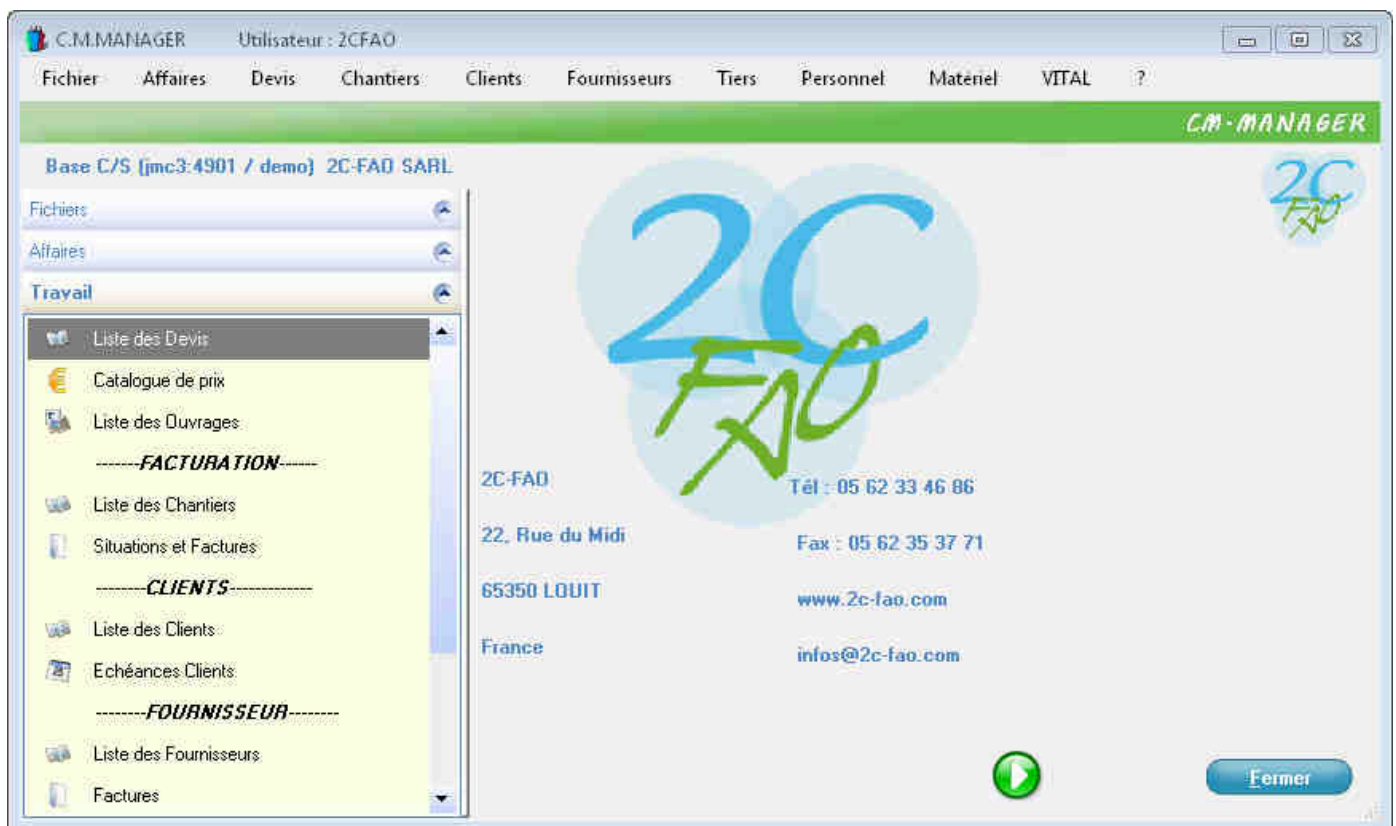 C.M.MANAGER Utilisateur : 2CFAO
Fichier Affaires Devis Chantiers Clients Fournisseurs Tiers Personnel Matériel VITAL ?
CM-MANAGER
Base C/S (jmc3:4901 / demo) 2C-FAO SARL
2C
FAO
Fichiers
Affaires
Travail
Liste des Devis
Catalogue de prix
Liste des Ouvrages
-------FACTURATION------
Liste des Chantiers
Situations et Factures
--------CLIENTS-------------
Liste des Clients
Echéances Clients
--------FOURNISSEUR--------
Liste des Fournisseurs
Factures
2C
FAO
2C-FAO Tél : 05 62 33 46 86
22, Rue du Midi Fax : 05 62 35 37 71
65350 LOUIT www.2c-fao.com
France infos@2c-fao.com
Fermer